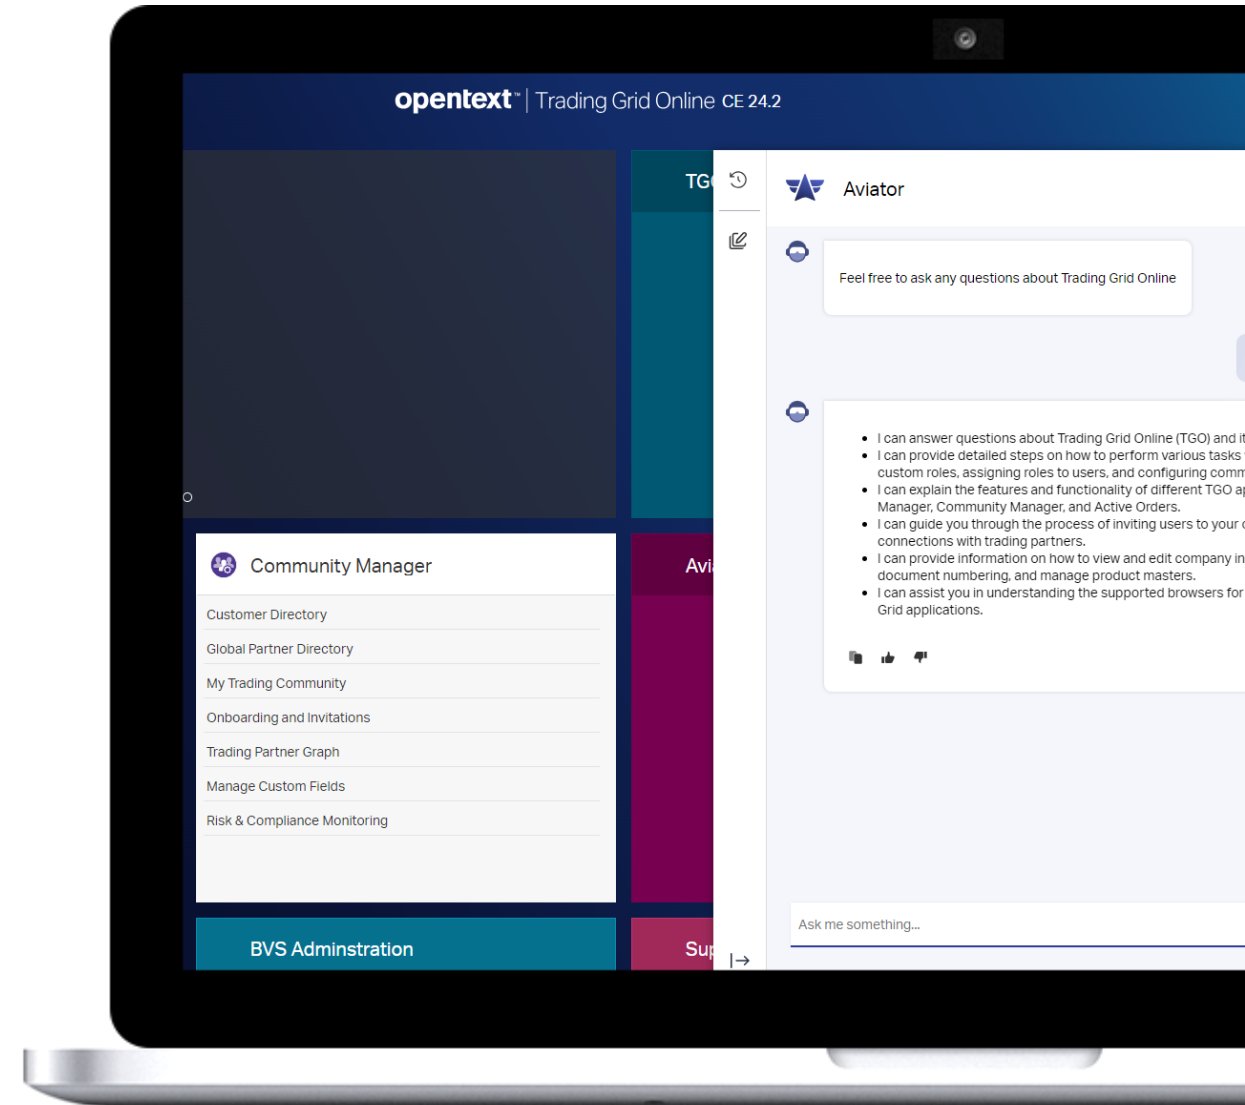 opentext™ | Trading Grid Online CE 24.2
TG
Aviator
Feel free to ask any questions about Trading Grid Online
• I can answer questions about Trading Grid Online (TGO) and
• I can provide detailed steps on how to perform various tasks
custom roles, assigning roles to users, and configuring
• I can explain the features and functionality of different TGO
Manager, Community Manager, and Active Orders.
• I can guide you through the process of inviting users to your
connections with trading partners.
• I can provide information on how to view and edit company
document numbering, and manage product masters.
• I can assist you in understanding the supported browsers for
Grid applications.
Community Manager
Customer Directory
Global Partner Directory
My Trading Community
Onboarding and Invitations
Trading Partner Graph
Manage Custom Fields
Risk & Compliance Monitoring
Avi
Ask me something...
BVS Adminstration
Sup